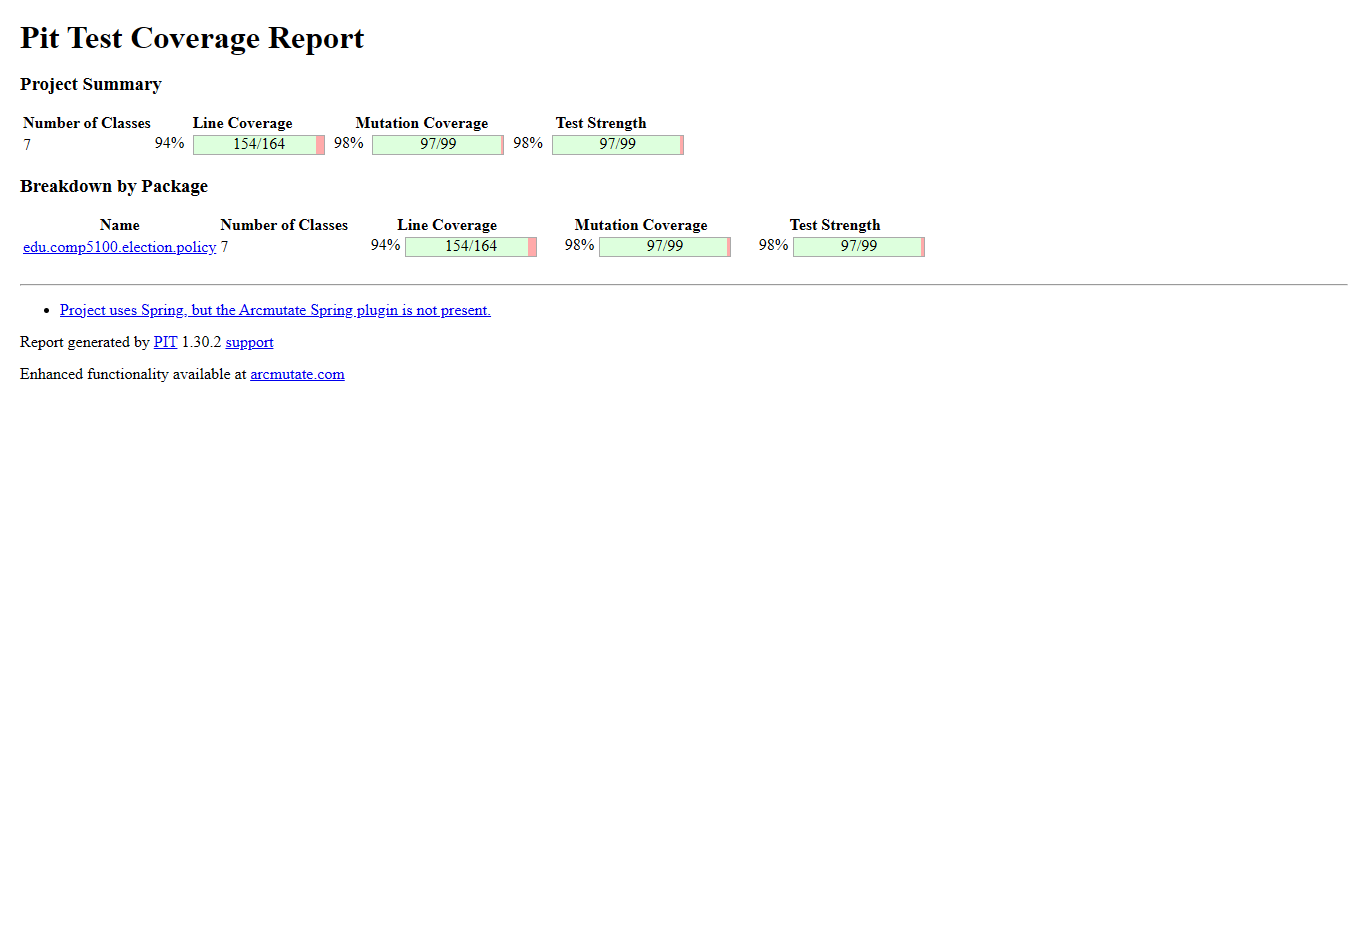 Pit Test Coverage Report
Project Summary
Number of Classes Line Coverage Mutation Coverage Test Strength
7 94% 154/164 98% 97/99 98% 97/99
Breakdown by Package
Name Number of Classes Line Coverage Mutation Coverage Test Strength
edu.comp5100.election.policy 7 94% 154/164 98% 97/99 98% 97/99
Project uses Spring, but the Arcmutate Spring plugin is not present.
Report generated by PIT 1.30.2 support
Enhanced functionality available at arcmutate.com